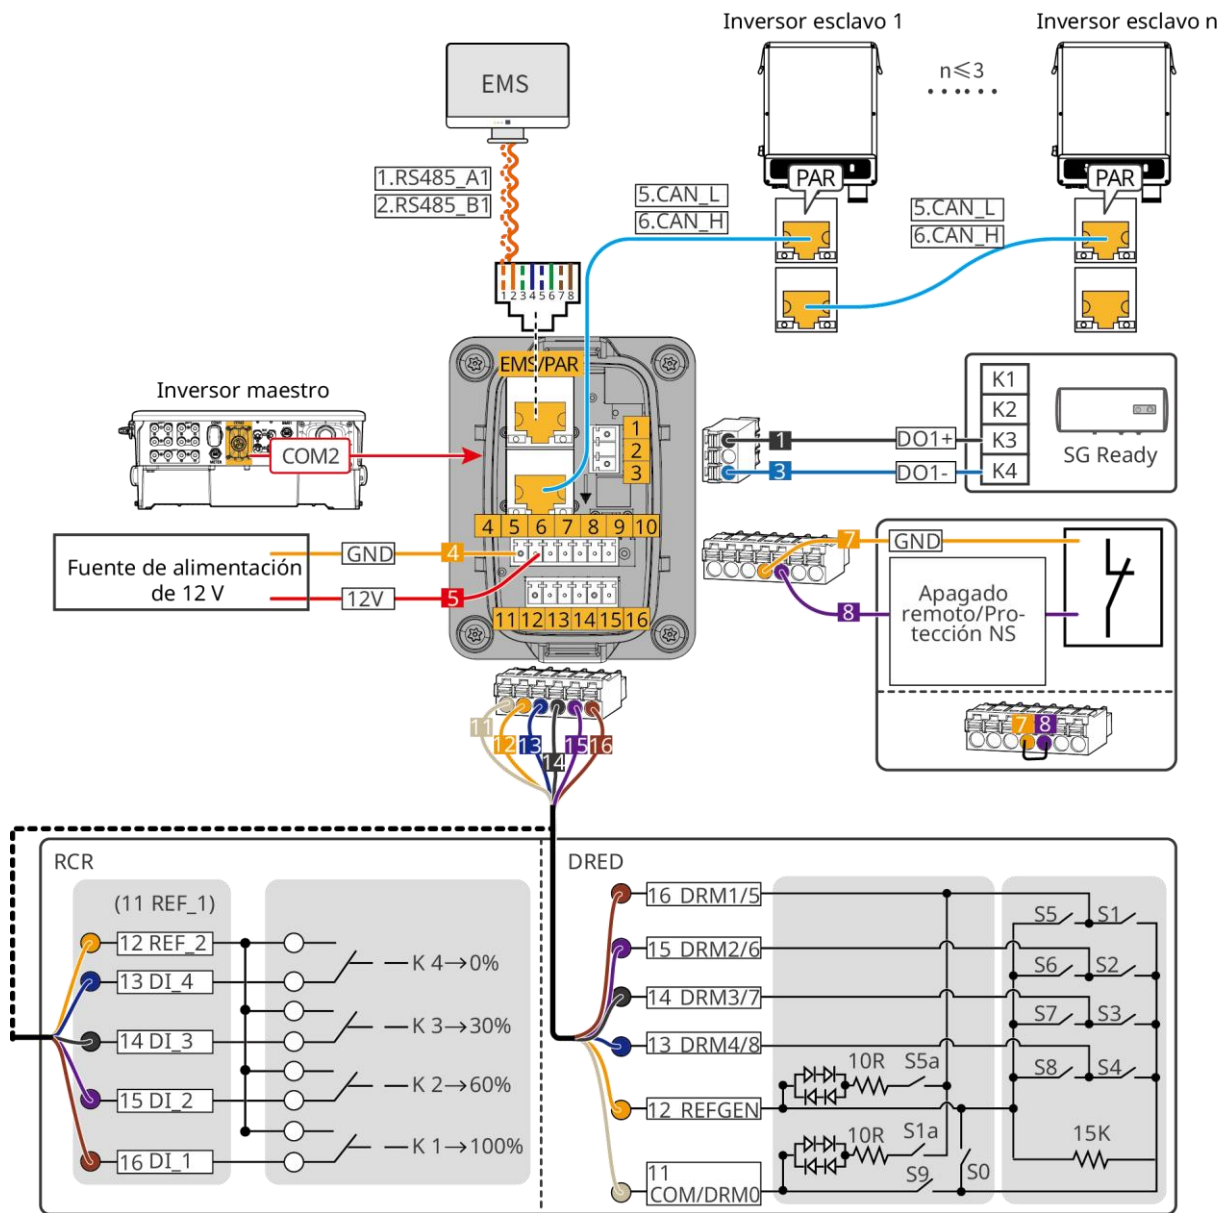 Inversor esclavo 1
Inversor esclavo n
n≤3
EMS
1.RS485_A1
2.RS485_B1
PAR
PAR
5.CAN_L
6.CAN_H
5.CAN_L
6.CAN_H
1 2 3 4 5 6 7 8
EMS/PAR
Inversor maestro
COM2
1
2
3
4 5 6 7 8 9 10
11 12 13 14 15 16
Fuente de alimentación
de 12 V
GND
4
12V
5
1
DO1+
3
DO1-
K1
K2
K3
K4
SG Ready
7
GND
8
Apagado
remoto/Pro-
tección NS
7 8
11
12
13
14
15
16
RCR
(11 REF_1)
12 REF_2
13 DI_4
14 DI_3
15 DI_2
16 DI_1
K 4→0%
K 3→30%
K 2→60%
K 1→100%
DRED
16 DRM1/5
15 DRM2/6
14 DRM3/7
13 DRM4/8
12 REFGEN
11
COM/DRM0
10R
S5a
10R
S1a
S9
S0
S5
S1
S6
S2
S7
S3
S8
S4
15K